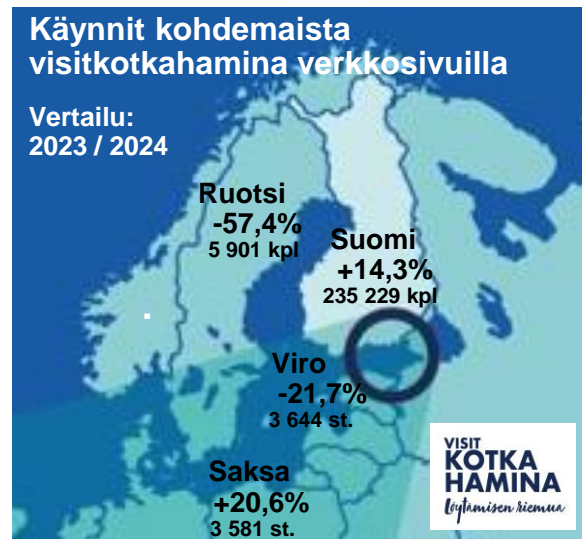 Käynnit kohdemaista
visitkotkahamina verkkosivuilla
Vertailu:
2023 / 2024
Ruotsi
-57,4%
5 901 kpl
Suomi
+14,3%
235 229 kpl
Viro
-21,7%
3 644 st.
Saksa
+20,6%
3 581 st.
VISIT
KOTKA
HAMINA
Löytämisen riemua